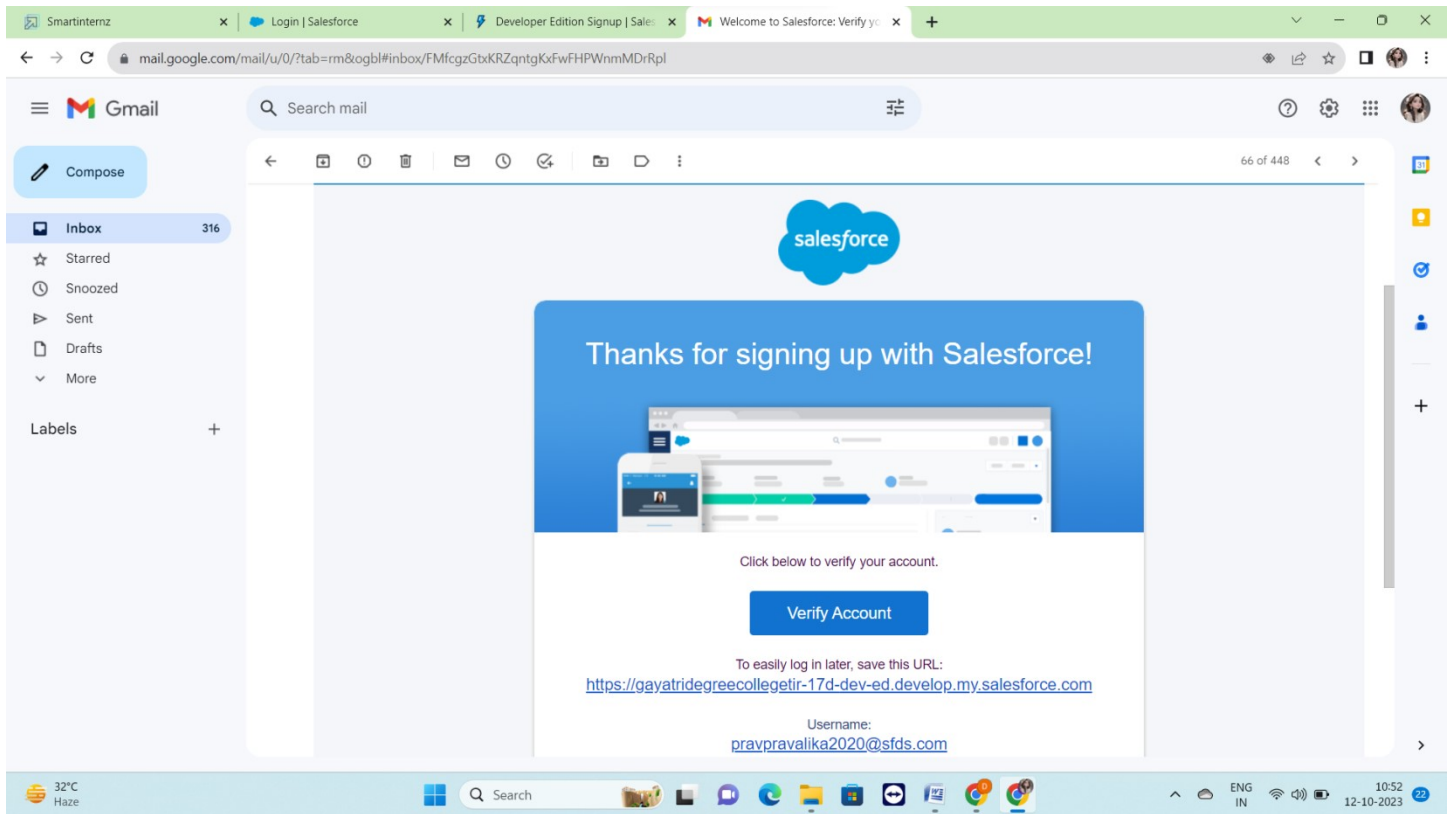 Smartinternz
Login | Salesforce
Developer Edition Signup | Sales
Welcome to Salesforce: Verify yo
mail.google.com/mail/u/0/?tab=rm&ogbl#inbox/FMfcgzGtxKRZqntgKxFwFHPWnmMDrRpl
Gmail
Search mail
Compose
66 of 448
31
Inbox 316
Starred
Snoozed
Sent
Drafts
More
Labels
salesforce
Thanks for signing up with Salesforce!
Click below to verify your account.
Verify Account
To easily log in later, save this URL:
https://gayatridegreecollegetir-17d-dev-ed.develop.my.salesforce.com
Username:
pravpravalika2020@sfds.com
32°C
Haze
Search
ENG
IN
10:52
12-10-2023
22